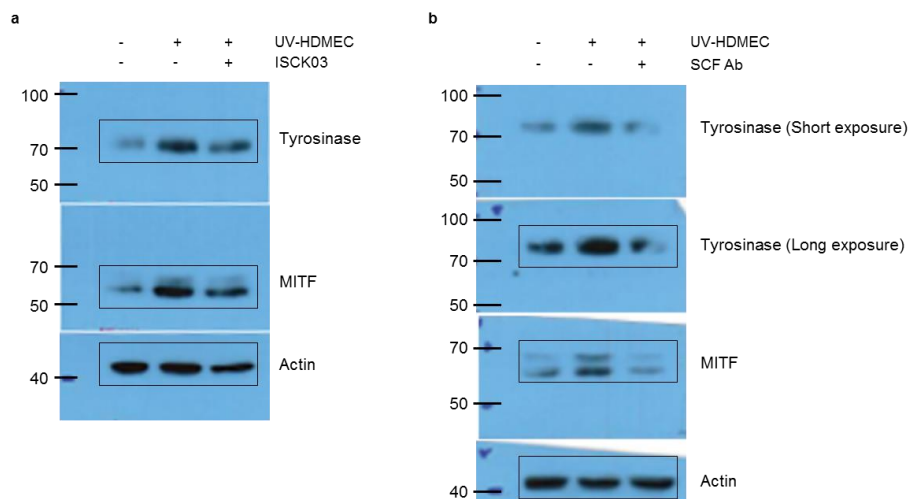 a
- + + UV-HDMEC
- - + ISCK03
100
70
50
Tyrosinase
70
50
MITF
40
Actin
b
- + + UV-HDMEC
- - + SCF Ab
100
70
50
Tyrosinase (Short exposure)
100
70
50
Tyrosinase (Long exposure)
70
50
MITF
40
Actin